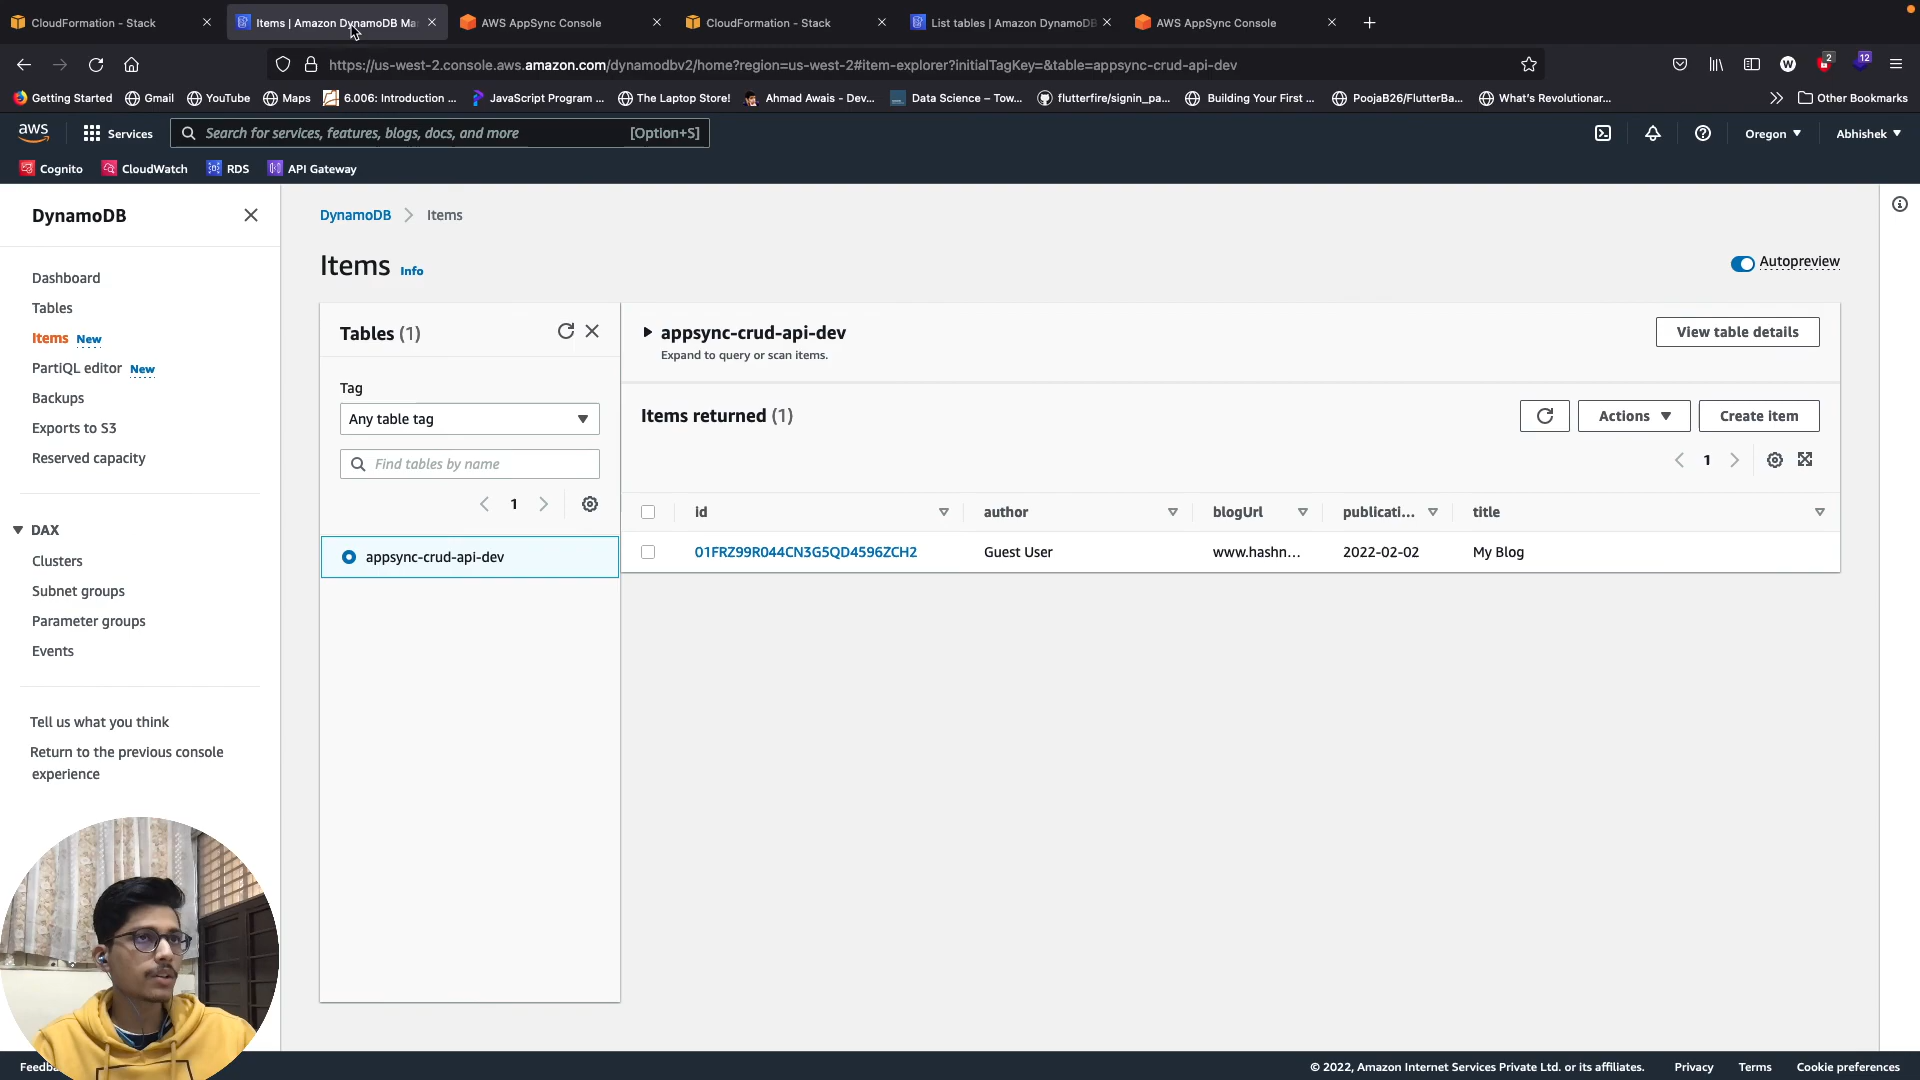 CloudFormation - Stack
Items | Amazon DynamoDB Ma
AWS AppSync Console
CloudFormation - Stack
List tables | Amazon DynamoDB
AWS AppSync Console
https://us-west-2.console.aws.amazon.com/dynamodbv2/home?region=us-west-2#item-explorer?initialTagKey=&table=appsync-crud-api-dev
W
2
12
Getting Started
Gmail
YouTube
Maps
6.006: Introduction ...
JavaScript Program ...
The Laptop Store!
Ahmad Awais - Dev...
Data Science – Tow...
flutterfire/signin_pa...
Building Your First ...
PoojaB26/FlutterBa...
What's Revolutionar...
Other Bookmarks
aws
Services
Search for services, features, blogs, docs, and more
[Option+S]
Oregon
Abhishek
Cognito
CloudWatch
RDS
API Gateway
DynamoDB
Dashboard
Tables
Items New
PartiQL editor New
Backups
Exports to S3
Reserved capacity
DAX
Clusters
Subnet groups
Parameter groups
Events
Tell us what you think
Return to the previous console
experience
DynamoDB
Items
Items Info
Autopreview
Tables (1)
Tag
Any table tag
Find tables by name
1
appsync-crud-api-dev
appsync-crud-api-dev
Expand to query or scan items.
View table details
Items returned (1)
Actions
Create item
1
id
author
blogUrl
publicati...
title
01FRZ99R044CN3G5QD4596ZCH2
Guest User
www.hashn...
2022-02-02
My Blog
Feedba
© 2022, Amazon Internet Services Private Ltd. or its affiliates.
Privacy
Terms
Cookie preferences